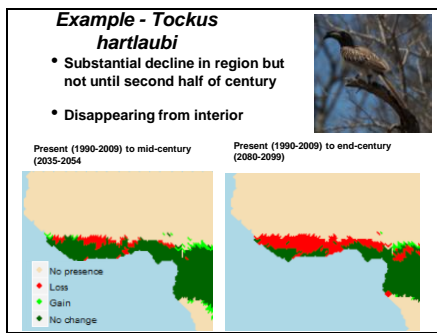 Example - Tockus
hartlaubi
• Substantial decline in region but
not until second half of century
• Disappearing from interior
Present (1990-2009) to mid-century
(2035-2054
Present (1990-2009) to end-century
(2080-2099)
No presence
Loss
Gain
No change